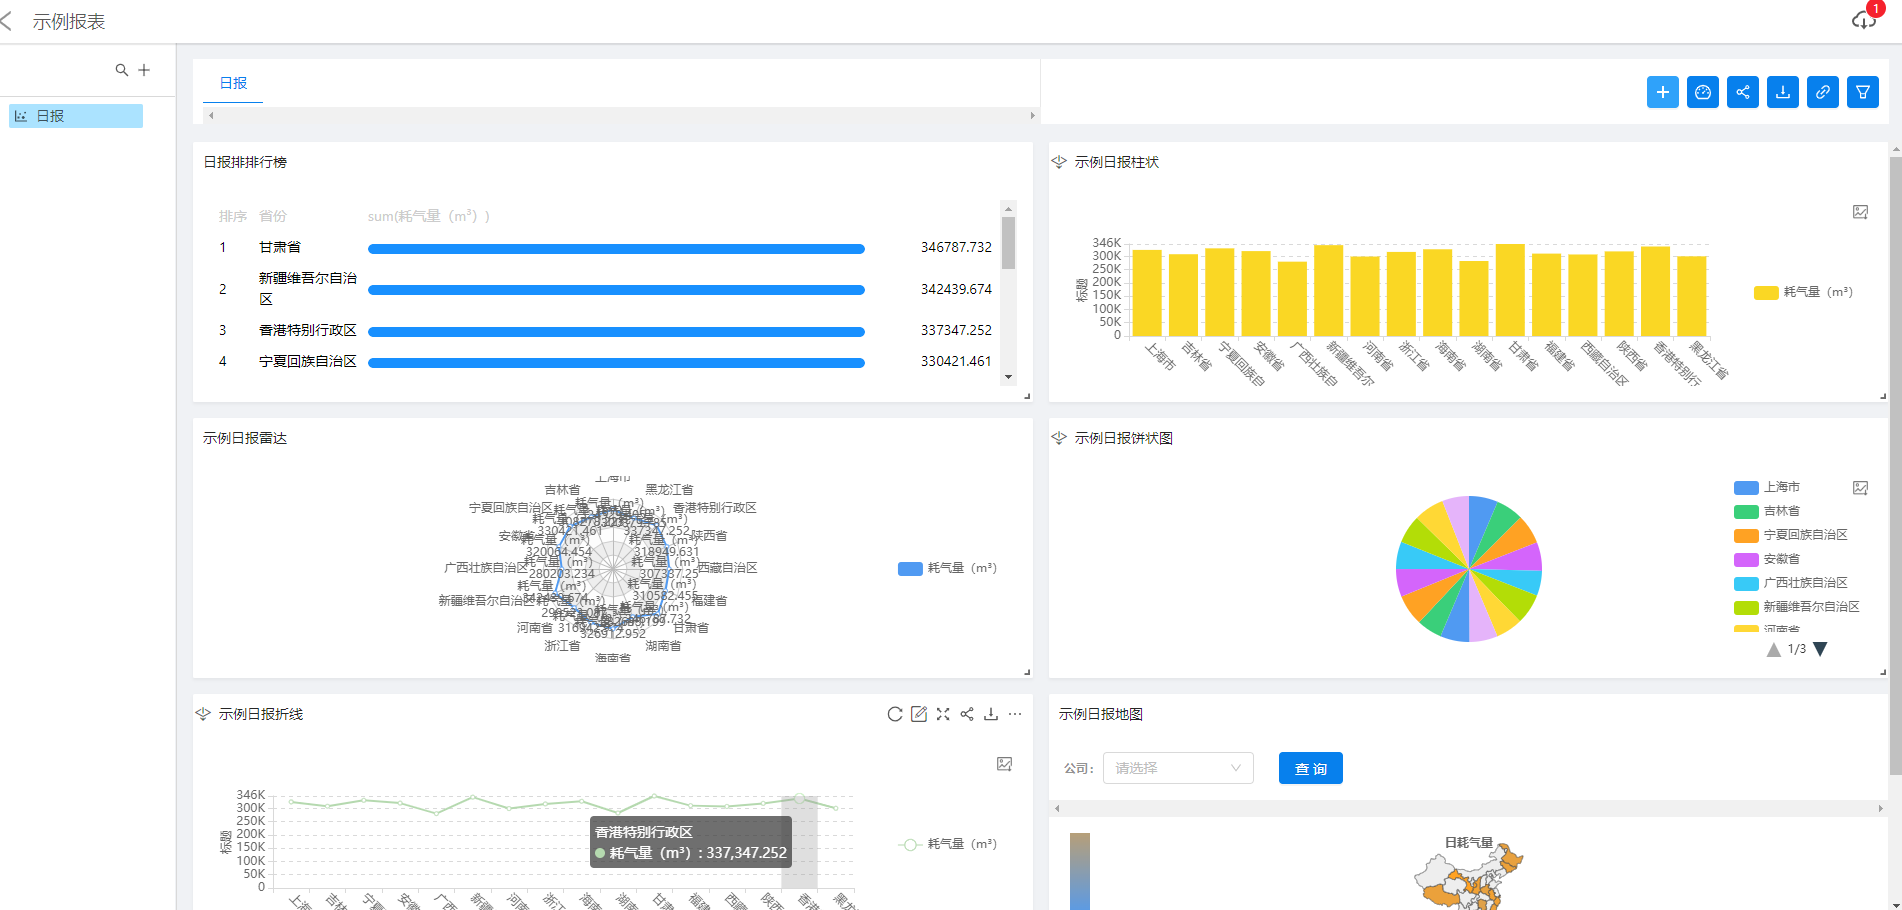 示例报表
1
日报
日报
日报排排行榜
排序 省份 sum(耗气量（m³）)
1 甘肃省 346787.732
2 新疆维吾尔自治
区 342439.674
3 香港特别行政区 337347.252
4 宁夏回族自治区 330421.461
示例日报柱状
346K
300K
250K
200K
150K
100K
50K
0
标题
上海市
吉林省
宁夏回族自
安徽省
广西壮族自
新疆维吾尔
河南省
浙江省
海南省
湖南省
甘肃省
福建省
西藏自治区
陕西省
香港特别行
黑龙江省
耗气量（m³）
示例日报雷达
上海市
吉林省
黑龙江省
宁夏回族自治区
香港特别行政区
330421.461
337347.252
安徽省
陕西省
320064.454
318949.631
广西壮族自治区
280203.234
307387.25
西藏自治区
310582.455
新疆维吾尔自治区
福建省
河南省
甘肃省
326912.952
浙江省
湖南省
海南省
耗气量（m³）
示例日报饼状图
上海市
吉林省
宁夏回族自治区
安徽省
广西壮族自治区
新疆维吾尔自治区
河南省
1/3
示例日报折线
346K
300K
250K
200K
150K
100K
50K
0
标题
香港特别行政区
耗气量（m³）: 337,347.252
耗气量（m³）
示例日报地图
公司：
请选择
查 询
日耗气量